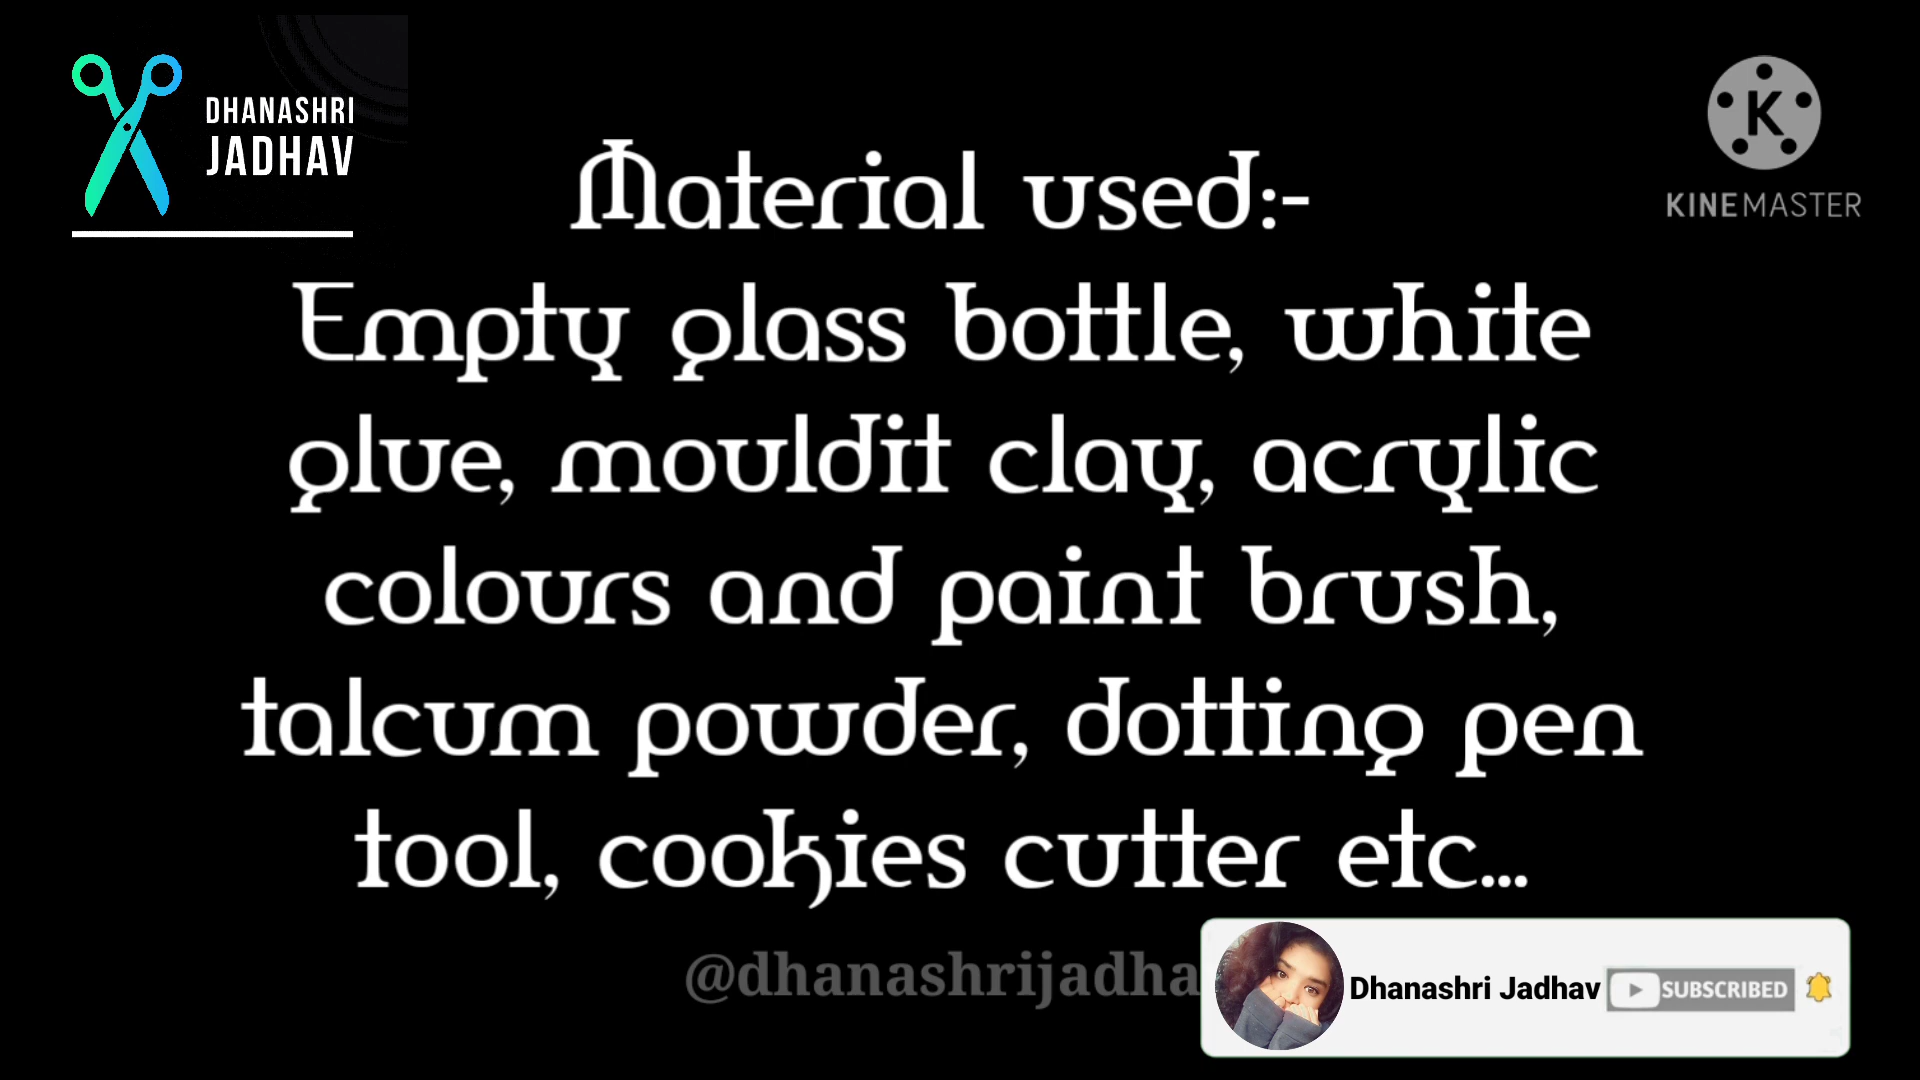 DHANASHRI
JADHAV
K
KINEMASTER
Material used:-
Empty glass bottle, white
glue, mouldit clay, acrylic
colours and paint brush,
talcum powder, dotting pen
tool, cookies cutter etc...
@dhanashrijadha
Dhanashri Jadhav SUBSCRIBED